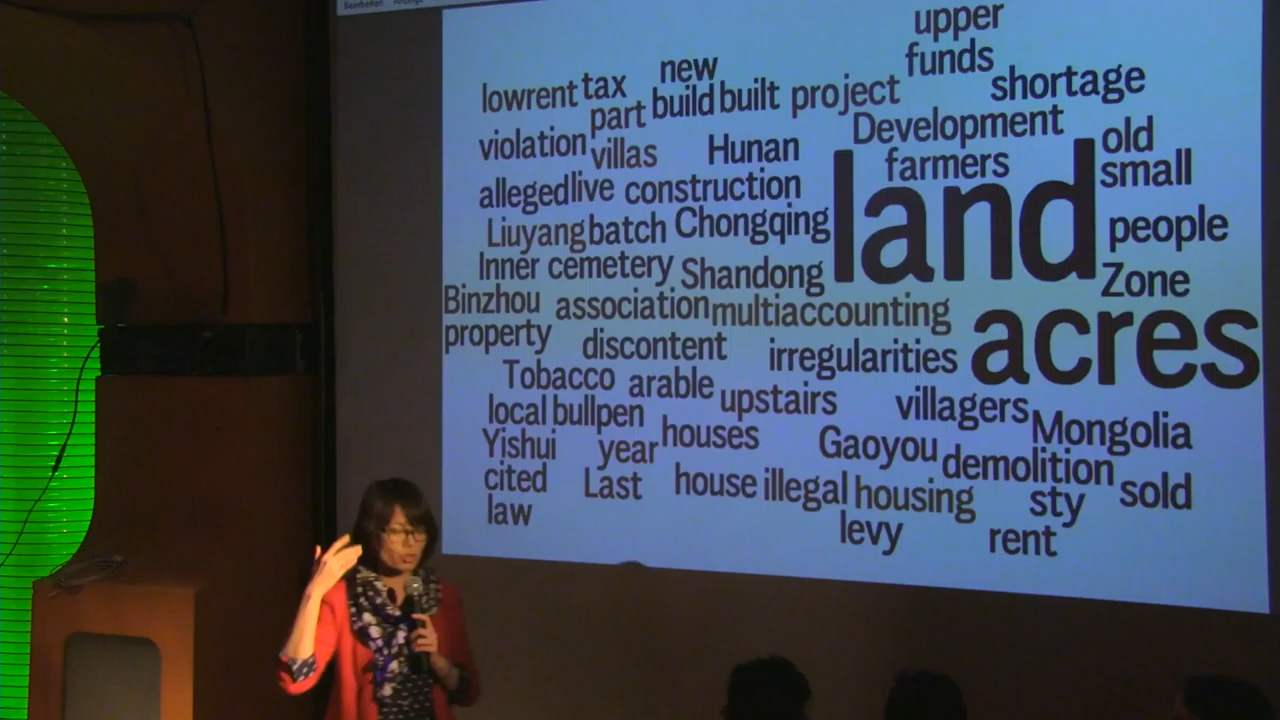 Bearbeiten
upper
funds
new
lowrent tax
build built project
shortage
part
Development
violation
villas
Hunan
old
farmers
small
alleged live construction
land
Liuyang batch Chongqing
people
Inner cemetery Shandong
Zone
Binzhou association multiaccounting
acres
property
discontent
irregularities
Tobacco arable upstairs
villagers
local bullpen
Mongolia
Yishui
year houses
Gaoyou
demolition
cited
Last
house illegal housing
sty
sold
law
levy
rent